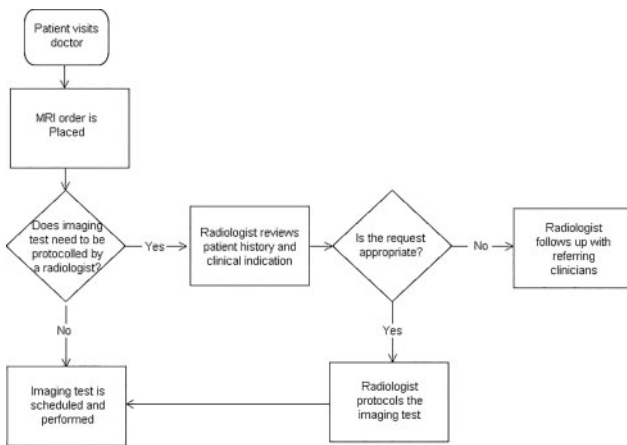 Patient visits
doctor
MRI order is
Placed
Does imaging
test need to be
protocolled by
a radiologist?
Yes
Radiologist reviews
patient history and
clinical indication
Is the request
appropriate?
No
Radiologist
follows up with
referring
clinicians
No
Yes
Imaging test is
scheduled and
performed
Radiologist
protocols the
imaging test